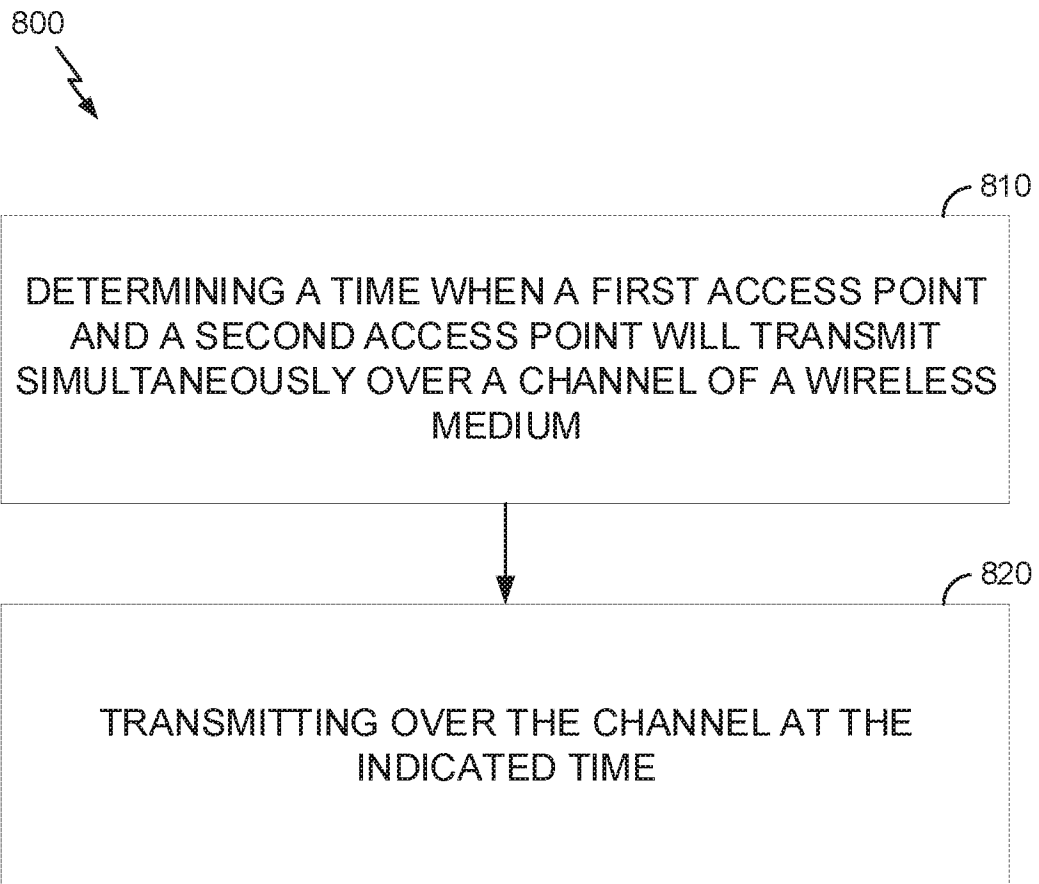 800
810
DETERMINING A TIME WHEN A FIRST ACCESS POINT
AND A SECOND ACCESS POINT WILL TRANSMIT
SIMULTANEOUSLY OVER A CHANNEL OF A WIRELESS
MEDIUM
820
TRANSMITTING OVER THE CHANNEL AT THE
INDICATED TIME